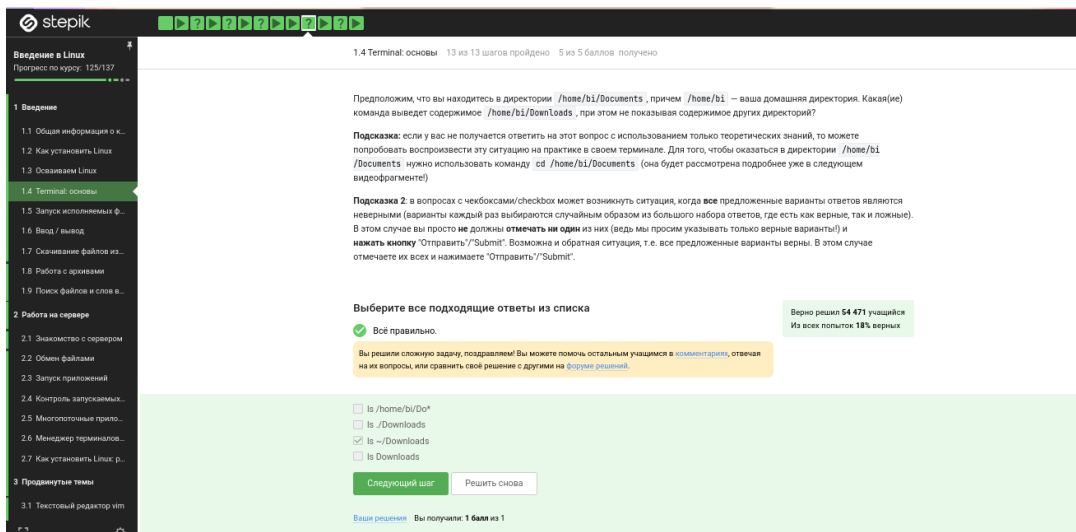 stepik
Введение в Linux
Прогресс по курсу: 125/137
1 Введение
1.1 Общая информация о к...
1.2 Как установить Linux
1.3 Осваиваем Linux
1.4 Terminal: основы
1.5 Запуск исполняемых ф...
1.6 Ввод / вывод
1.7 Скачивание файлов из...
1.8 Работа с архивами
1.9 Поиск файлов и слов в...
2 Работа на сервере
2.1 Знакомство с сервером
2.2 Обмен файлами
2.3 Запуск приложений
2.4 Контроль запускаемых...
2.5 Многопоточные прило...
2.6 Менеджер терминалов...
2.7 Как установить Linux: р...
3 Продвинутые темы
3.1 Текстовый редактор vim
1.4 Terminal: основы 13 из 13 шагов пройдено 5 из 5 баллов получено
Предположим, что вы находитесь в директории /home/bi/Documents, причем /home/bi — ваша домашняя директория. Какая(ие)
команда выведет содержимое /home/bi/Downloads, при этом не показывая содержимое других директорий?
Подсказка: если у вас не получается ответить на этот вопрос с использованием только теоретических знаний, то можете
попробовать воспроизвести эту ситуацию на практике в своем терминале. Для того, чтобы оказаться в директории /home/bi
/Documents нужно использовать команду cd /home/bi/Documents (она будет рассмотрена подробнее уже в следующем
видеофрагменте!)
Подсказка 2: в вопросах с чекбоксами/checkbox может возникнуть ситуация, когда все предложенные варианты ответов являются
неверными (варианты каждый раз выбираются случайным образом из большого набора ответов, где есть как верные, так и ложные).
В этом случае вы просто не должны отмечать ни один из них (ведь мы просим указывать только верные варианты!) и
нажать кнопку "Отправить"/"Submit". Возможна и обратная ситуация, т.е. все предложенные варианты верны. В этом случае
отмечаете их всех и нажимаете "Отправить"/"Submit".
Выберите все подходящие ответы из списка
Всё правильно.
Вы решили сложную задачу, поздравляем! Вы можете помочь остальным учащимся в комментариях, отвечая
на их вопросы, или сравнить своё решение с другими на форуме решений.
Верно решил 54 471 учащийся
Из всех попыток 18% верных
ls /home/bi/Do*
ls ./Downloads
ls ~/Downloads
ls Downloads
Следующий шаг Решить снова
Ваши решения Вы получили: 1 балл из 1